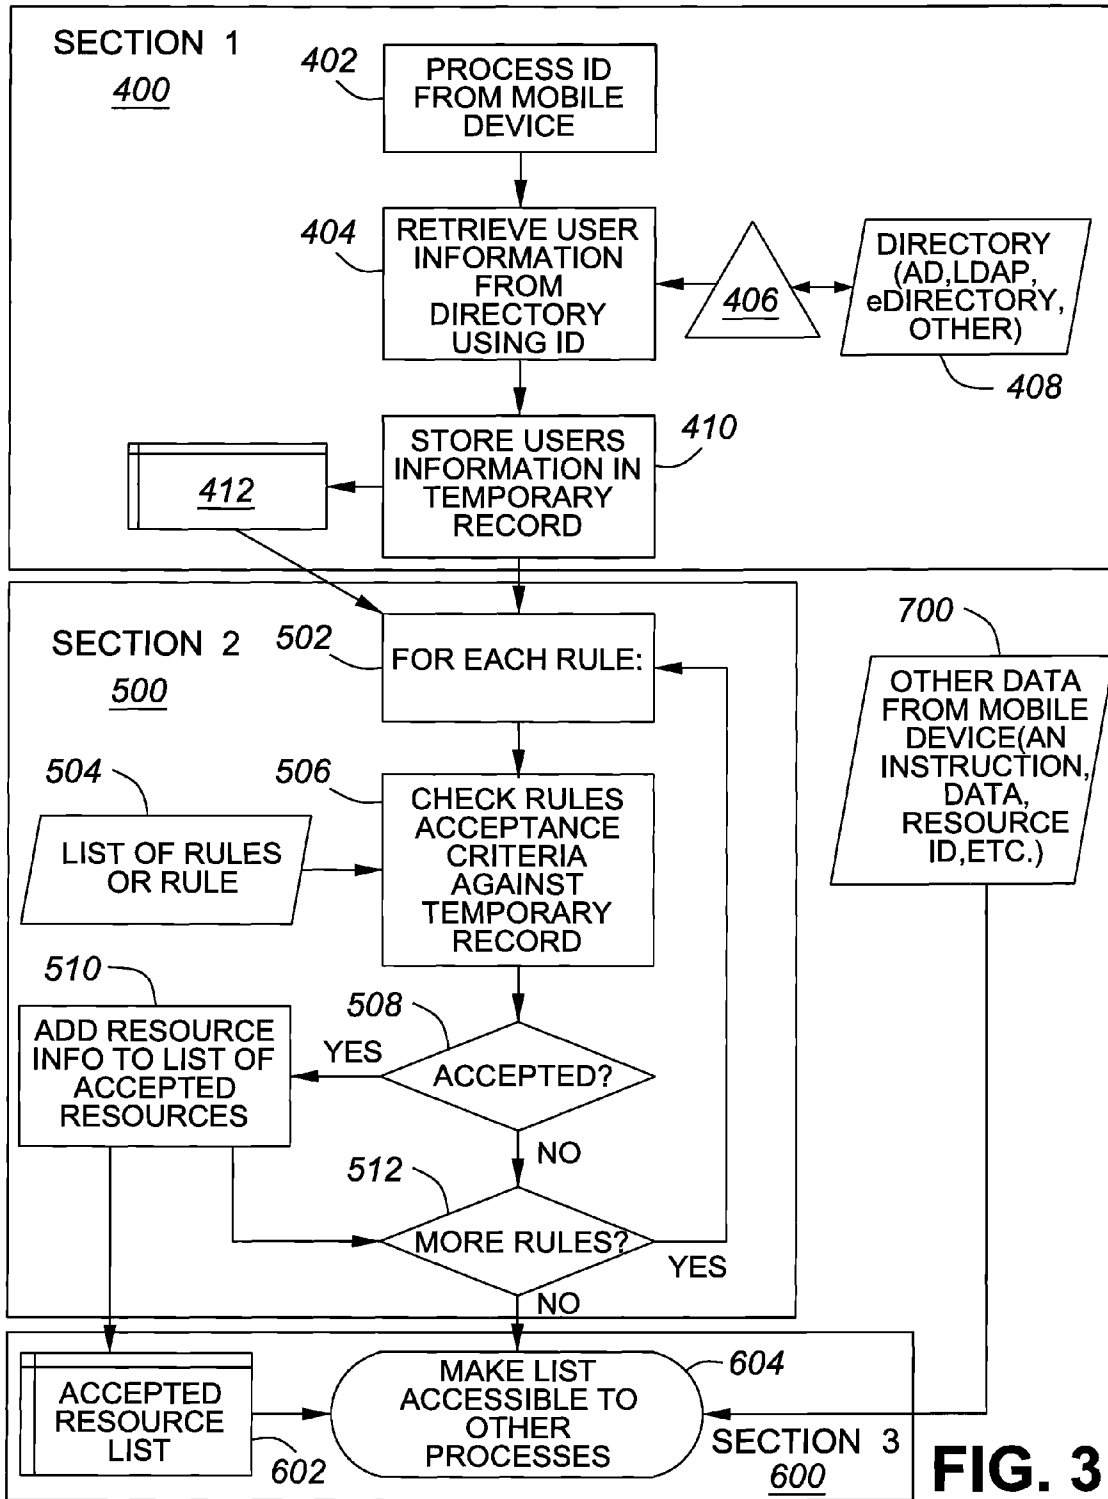 SECTION 1
400
402
PROCESS ID
FROM MOBILE
DEVICE
404
RETRIEVE USER
INFORMATION
FROM
DIRECTORY
USING ID
406
DIRECTORY
(AD,LDAP,
eDIRECTORY,
OTHER)
408
410
STORE USERS
INFORMATION IN
TEMPORARY
RECORD
412
SECTION 2
500
502
FOR EACH RULE:
700
OTHER DATA
FROM MOBILE
DEVICE(AN
INSTRUCTION,
DATA,
RESOURCE
ID,ETC.)
504
LIST OF RULES
OR RULE
506
CHECK RULES
ACCEPTANCE
CRITERIA
AGAINST
TEMPORARY
RECORD
510
ADD RESOURCE
INFO TO LIST OF
ACCEPTED
RESOURCES
508
YES
ACCEPTED?
NO
512
MORE RULES?
YES
NO
ACCEPTED
RESOURCE
LIST
602
MAKE LIST
ACCESSIBLE TO
OTHER
PROCESSES
604
SECTION 3
600
FIG. 3